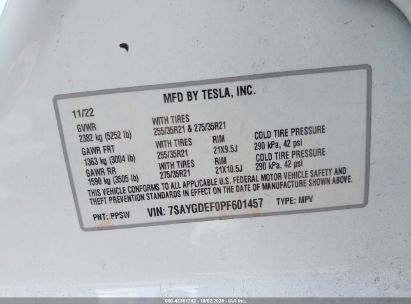 MFD BY TESLA, INC.
11/22
GVWR
2382 kg (5252 lb)
WITH TIRES
255/35R21 & 275/35R21
GAWR FRT
1363 kg (3004 lb)
WITH TIRES
255/35R21
RIM
21X9.5J
COLD TIRE PRESSURE
290 kPa, 42 psi
GAWR RR
1590 kg (3505 lb)
WITH TIRES
275/35R21
RIM
21X10.5J
COLD TIRE PRESSURE
290 kPa, 42 psi
THIS VEHICLE CONFORMS TO ALL APPLICABLE U.S. FEDERAL MOTOR VEHICLE SAFETY AND
THEFT PREVENTION STANDARDS IN EFFECT ON THE DATE OF MANUFACTURE SHOWN ABOVE.
PNT: PPSW
VIN: 7SAYGDEF0PF601457
TYPE: MPV